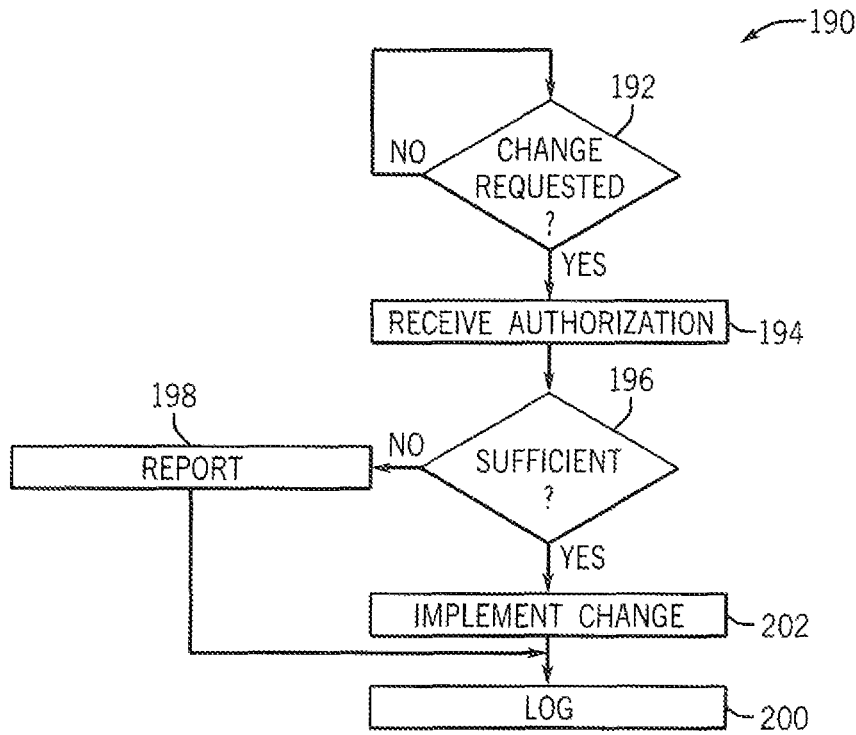 190
192
NO
CHANGE
REQUESTED
?
YES
RECEIVE AUTHORIZATION
194
196
198
NO
REPORT
SUFFICIENT
?
YES
IMPLEMENT CHANGE
202
LOG
200